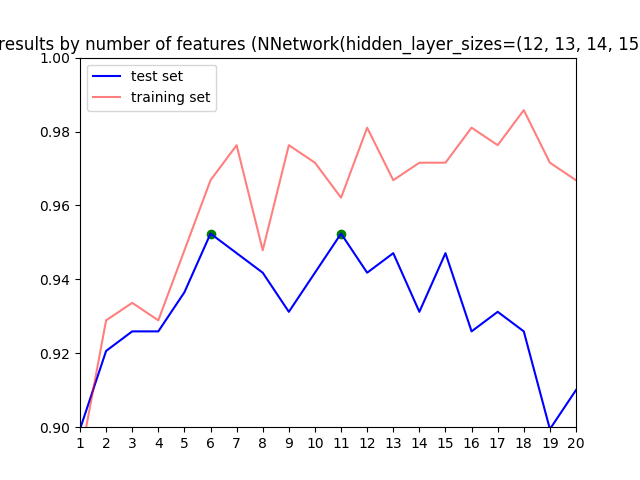 results by number of features (NNetwork(hidden_layer_sizes=(12, 13, 14, 15
1.00
test set
training set
0.98
0.96
0.94
0.92
0.90
1 2 3 4 5 6 7 8 9 10 11 12 13 14 15 16 17 18 19 20